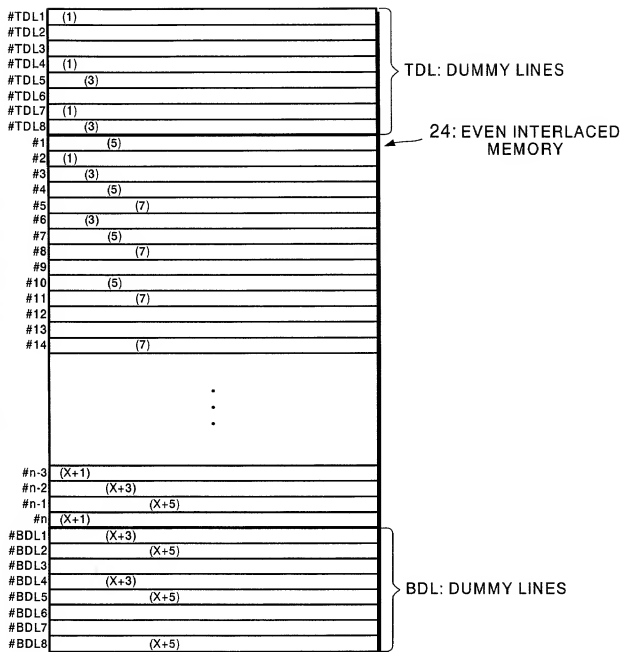 #TDL1 (1)
#TDL2
#TDL3
#TDL4 (1)
#TDL5 (3)
#TDL6
#TDL7 (1)
#TDL8 (3)
TDL: DUMMY LINES
24: EVEN INTERLACED
MEMORY
#1 (5)
#2 (1)
#3 (3)
#4 (5)
#5 (7)
#6 (3)
#7 (5)
#8 (7)
#9
#10 (5)
#11 (7)
#12
#13
#14 (7)
#n-3 (X+1)
#n-2 (X+3)
#n-1 (X+5)
#n (X+1)
#BDL1 (X+3)
#BDL2 (X+5)
#BDL3
#BDL4 (X+3)
#BDL5 (X+5)
#BDL6
#BDL7
#BDL8 (X+5)
BDL: DUMMY LINES